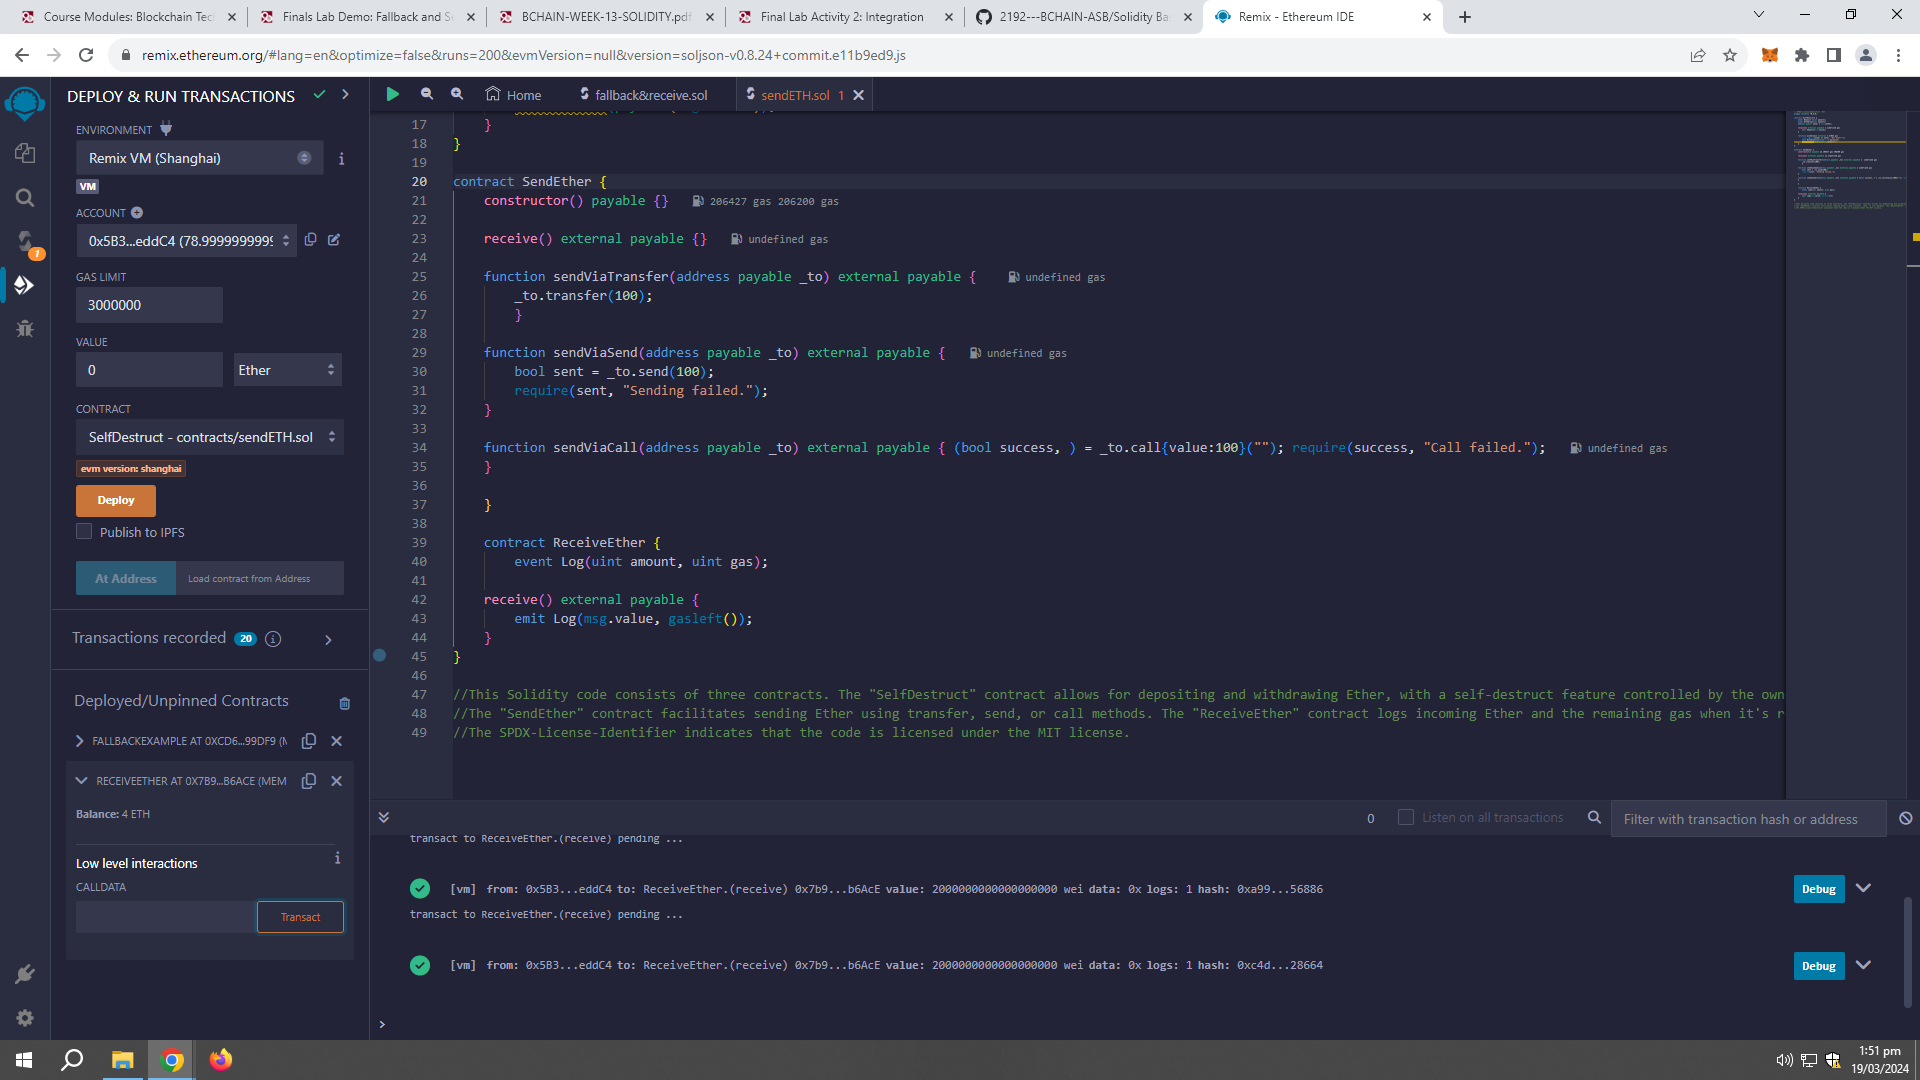 Course Modules: Blockchain Tec
Finals Lab Demo: Fallback and Se
BCHAIN-WEEK-13-SOLIDITY.pdf
Final Lab Activity 2: Integration
2192---BCHAIN-ASB/Solidity Ba
Remix - Ethereum IDE
remix.ethereum.org/#lang=en&optimize=false&runs=200&evmVersion=null&version=soljson-v0.8.24+commit.e11b9ed9.js
DEPLOY & RUN TRANSACTIONS
ENVIRONMENT
Remix VM (Shanghai)
VM
ACCOUNT
0x5B3...eddC4 (78.9999999999
GAS LIMIT
3000000
VALUE
0
Ether
CONTRACT
SelfDestruct - contracts/sendETH.sol
evm version: shanghai
Deploy
Publish to IPFS
At Address
Load contract from Address
Transactions recorded 20
Deployed/Unpinned Contracts
FALLBACKEXAMPLE AT 0XCD6...99DF9 (M
RECEIVEETHER AT 0X7B9...B6ACE (MEM
Balance: 4 ETH
Low level interactions
CALLDATA
Transact
1
Home
fallback&receive.sol
sendETH.sol 1
17 }
18 }
19
20 contract SendEther {
21 constructor() payable {} 206427 gas 206200 gas
22
23 receive() external payable {} undefined gas
24
25 function sendViaTransfer(address payable _to) external payable { undefined gas
26 _to.transfer(100);
27 }
28
29 function sendViaSend(address payable _to) external payable { undefined gas
30 bool sent = _to.send(100);
31 require(sent, "Sending failed.");
32 }
33
34 function sendViaCall(address payable _to) external payable { (bool success, ) = _to.call{value:100}(""); require(success, "Call failed."); undefined gas
35 }
36
37 }
38
39 contract ReceiveEther {
40 event Log(uint amount, uint gas);
41
42 receive() external payable {
43 emit Log(msg.value, gasleft());
44 }
45 }
46
47 //This Solidity code consists of three contracts. The "SelfDestruct" contract allows for depositing and withdrawing Ether, with a self-destruct feature controlled by the own
48 //The "SendEther" contract facilitates sending Ether using transfer, send, or call methods. The "ReceiveEther" contract logs incoming Ether and the remaining gas when it's r
49 //The SPDX-License-Identifier indicates that the code is licensed under the MIT license.
0
Listen on all transactions
Filter with transaction hash or address
transact to ReceiveEther.(receive) pending ...
[vm] from: 0x5B3...eddC4 to: ReceiveEther.(receive) 0x7b9...b6AcE value: 2000000000000000000 wei data: 0x logs: 1 hash: 0xa99...56886
Debug
transact to ReceiveEther.(receive) pending ...
[vm] from: 0x5B3...eddC4 to: ReceiveEther.(receive) 0x7b9...b6AcE value: 2000000000000000000 wei data: 0x logs: 1 hash: 0xc4d...28664
Debug
>
1:51 pm
19/03/2024